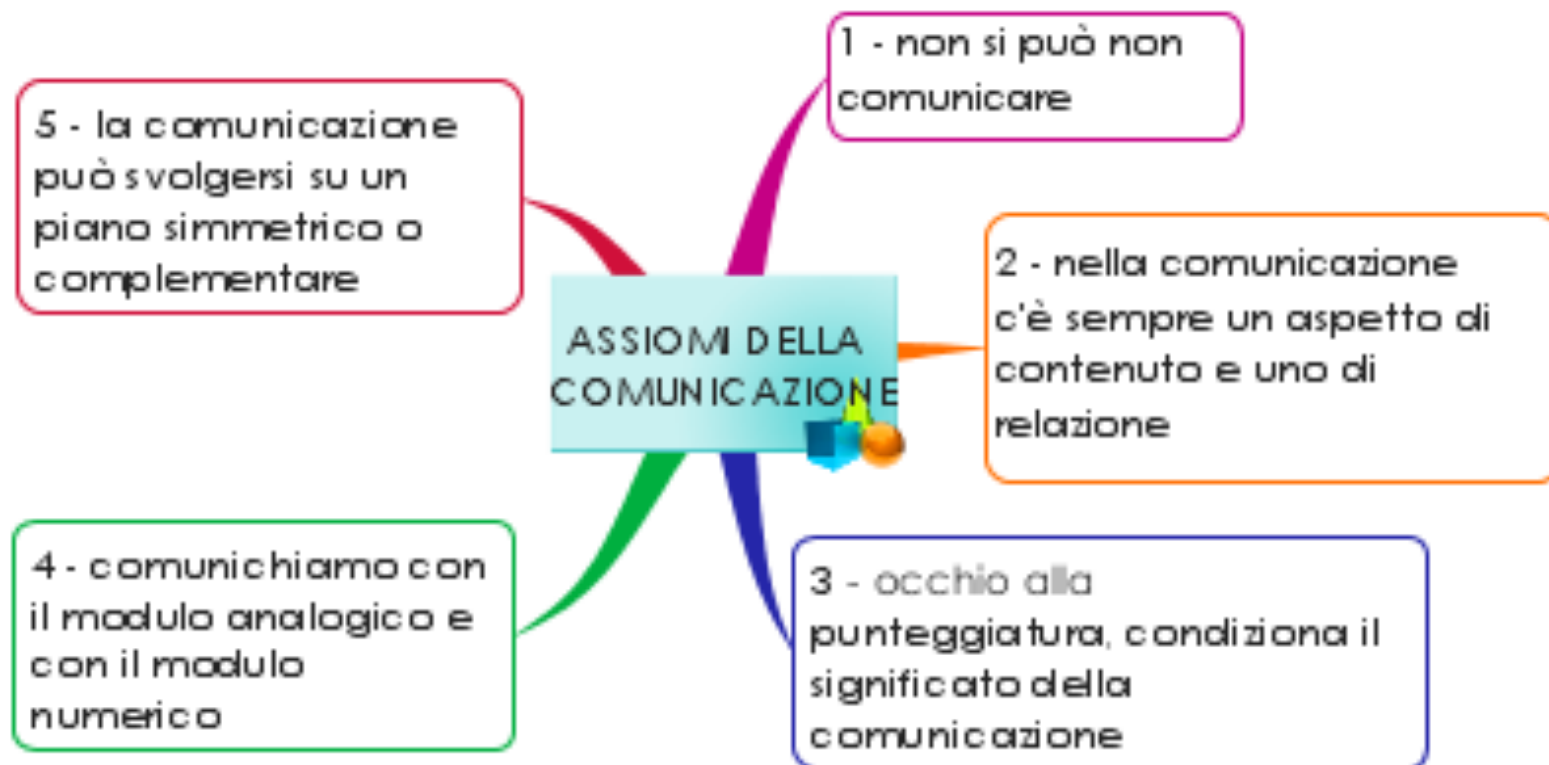 ASSIOMI DELLA
COMUNICAZIONE
1 - non si può non
comunicare
2 - nella comunicazione
c'è sempre un aspetto di
contenuto e uno di
relazione
3 - occhio alla
punteggiatura, condiziona il
significato della
comunicazione
4 - comunichiamo con
il modulo analogico e
con il modulo
numerico
5 - la comunicazione
può svolgersi su un
piano simmetrico o
complementare